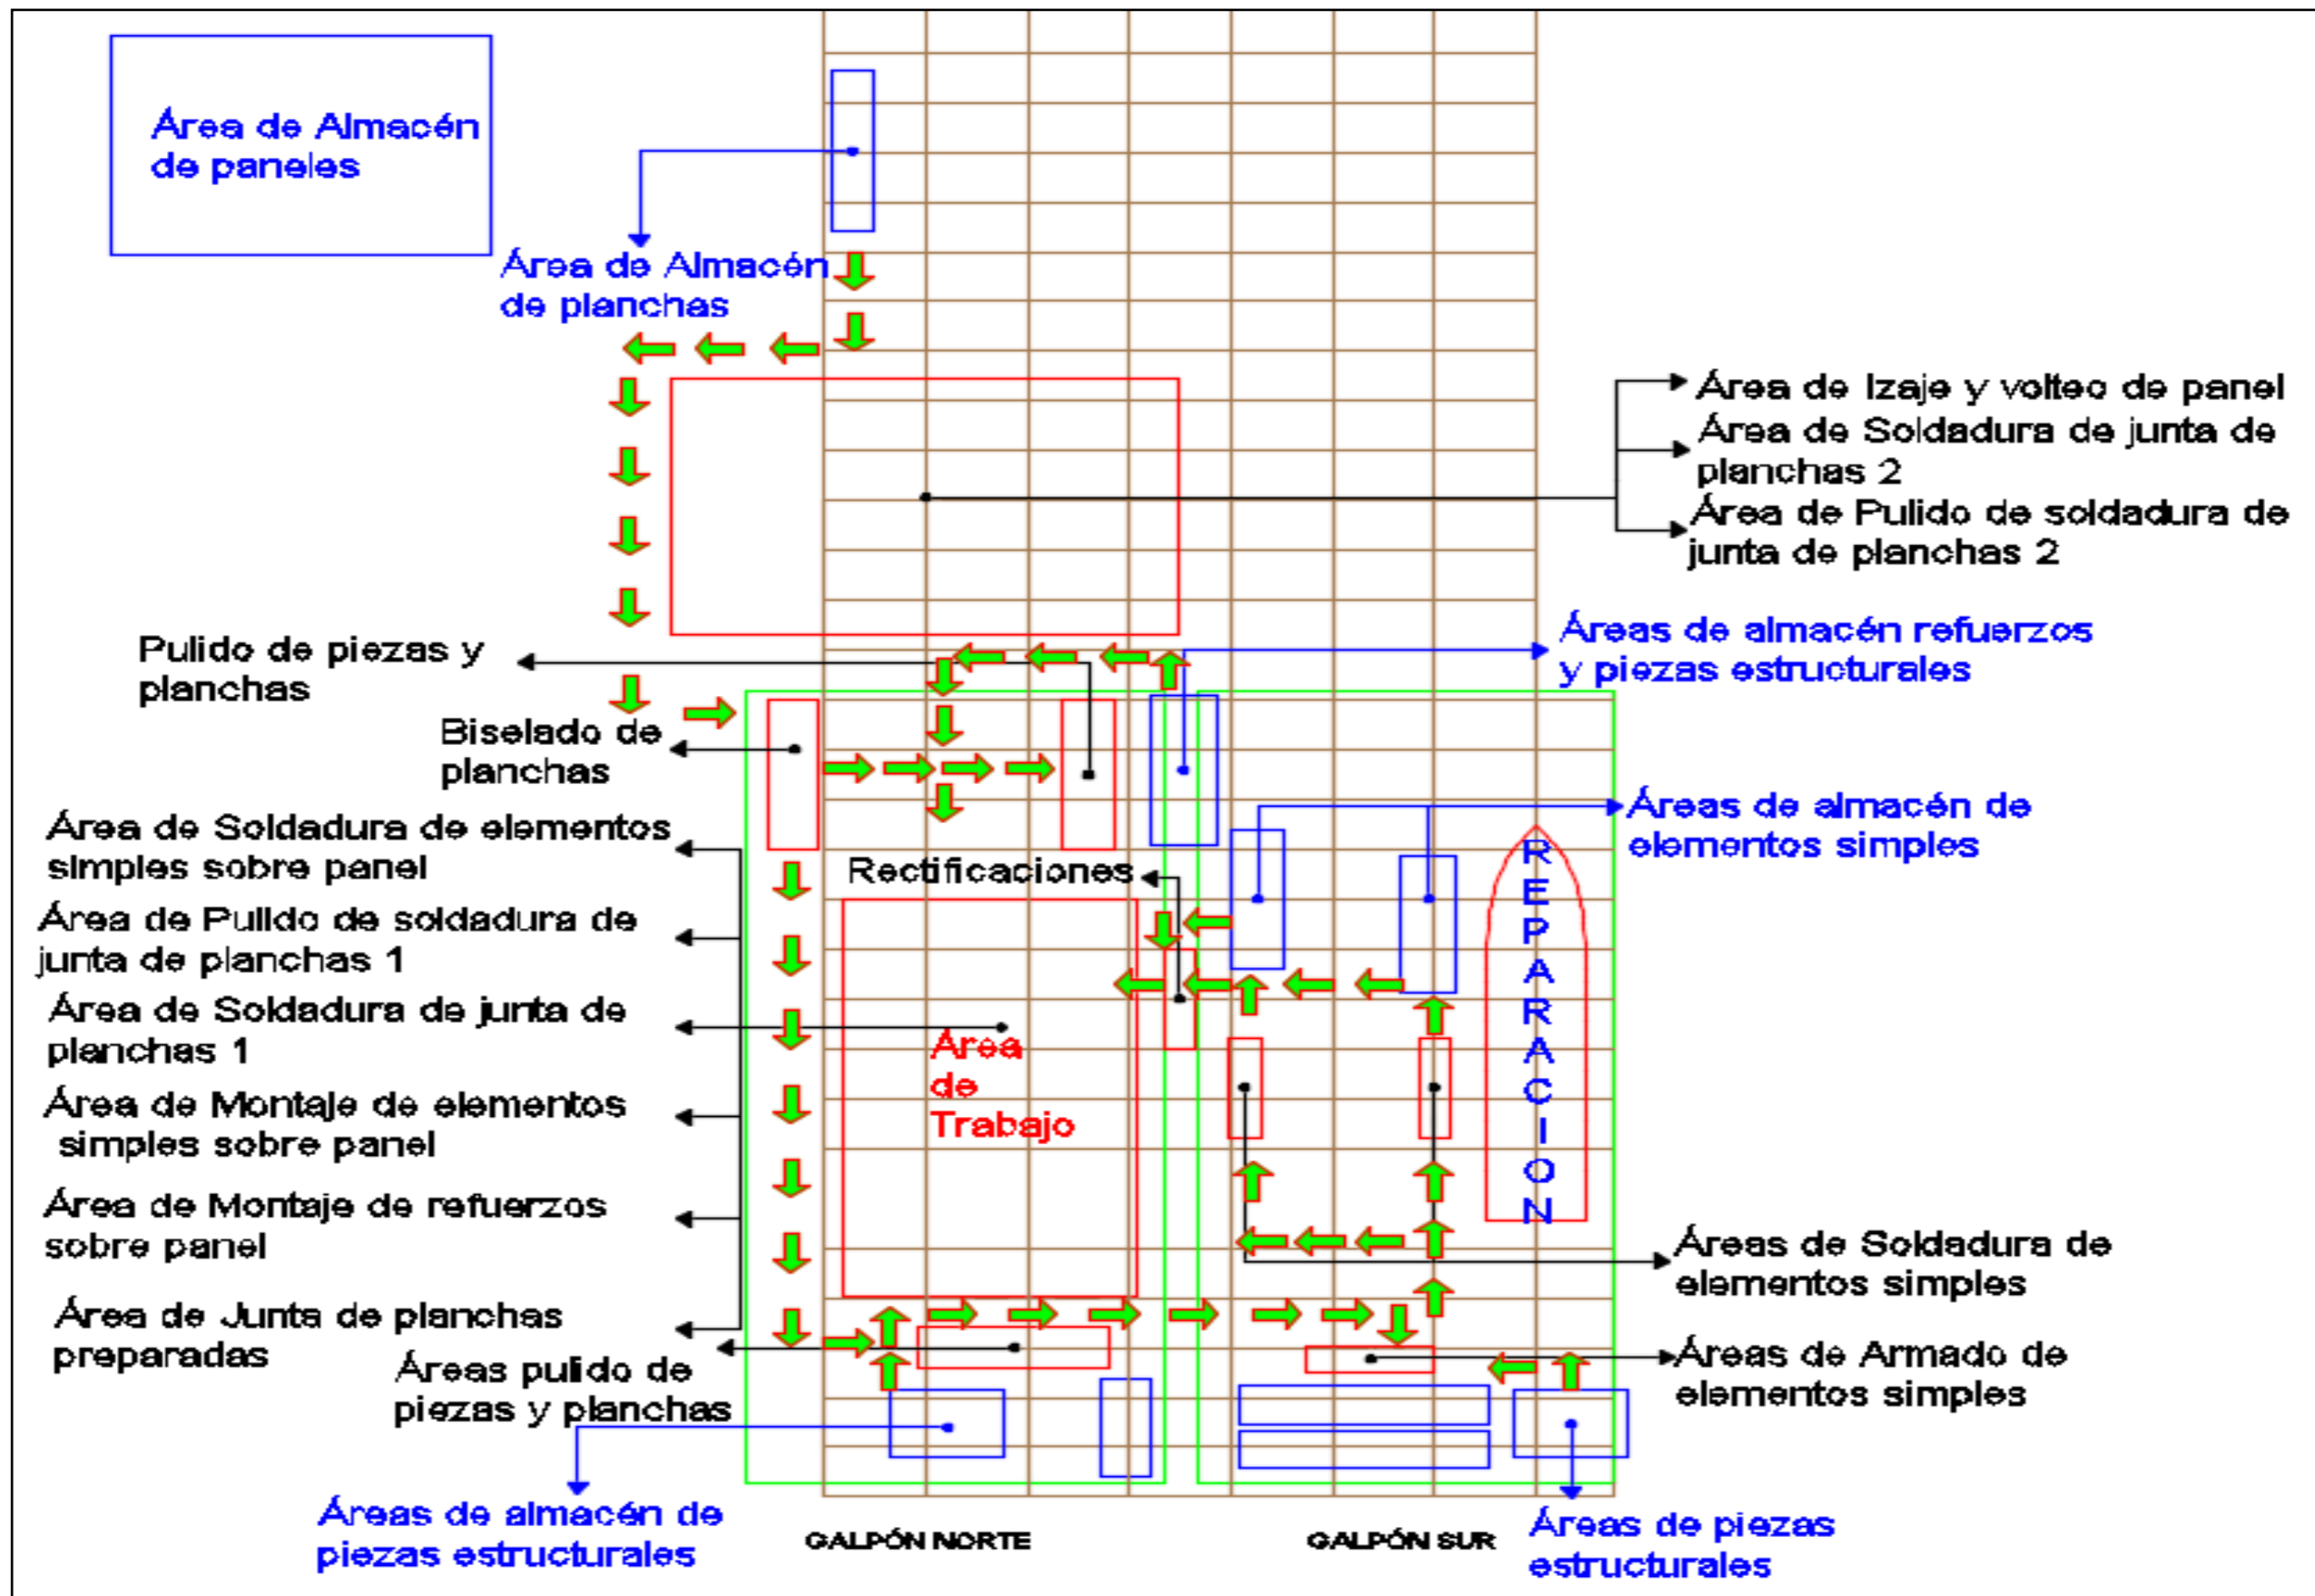 Área de Almacén
de paneles
Área de Almacén
de planchas
Área de Izaje y volteo de panel
Área de Soldadura de junta de
planchas 2
Área de Pulido de soldadura de
junta de planchas 2
Pulido de piezas y
planchas
Áreas de almacén refuerzos
y piezas estructurales
Biselado de
planchas
Áreas de almacén de
elementos simples
Área de Soldadura de elementos
simples sobre panel
Rectificaciones
REPARACION
Área de Pulido de soldadura de
junta de planchas 1
Área de Soldadura de junta de
planchas 1
Área
de
Trabajo
Área de Montaje de elementos
simples sobre panel
Área de Montaje de refuerzos
sobre panel
Áreas de Soldadura de
elementos simples
Área de Junta de planchas
preparadas
Áreas pulido de
piezas y planchas
Áreas de Armado de
elementos simples
Áreas de almacén de
piezas estructurales
GALPÓN NORTE
GALPÓN SUR
Áreas de piezas
estructurales